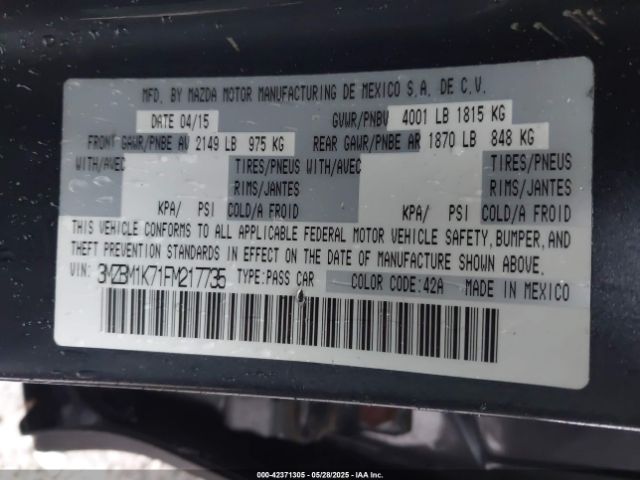 MFD. BY MAZDA MOTOR MANUFACTURING DE MEXICO S.A. DE C.V.
DATE 04/15 GVWR/PNBV 4001 LB 1815 KG
FRONT GAWR/PNBE AV 2149 LB 975 KG REAR GAWR/PNBE AR 1870 LB 848 KG
WITH/AVEC TIRES/PNEUS WITH/AVEC TIRES/PNEUS
RIMS/JANTES RIMS/JANTES
KPA/ PSI COLD/A FROID KPA/ PSI COLD/A FROID
THIS VEHICLE CONFORMS TO ALL APPLICABLE FEDERAL MOTOR VEHICLE SAFETY, BUMPER, AND
THEFT PREVENTION STANDARDS IN EFFECT ON THE DATE OF MANUFACTURE SHOWN ABOVE.
VIN: 3MZBM1K71FM217735 TYPE:PASS CAR COLOR CODE:42A MADE IN MEXICO
000-42371305 - 05/28/2025 - IAA Inc.